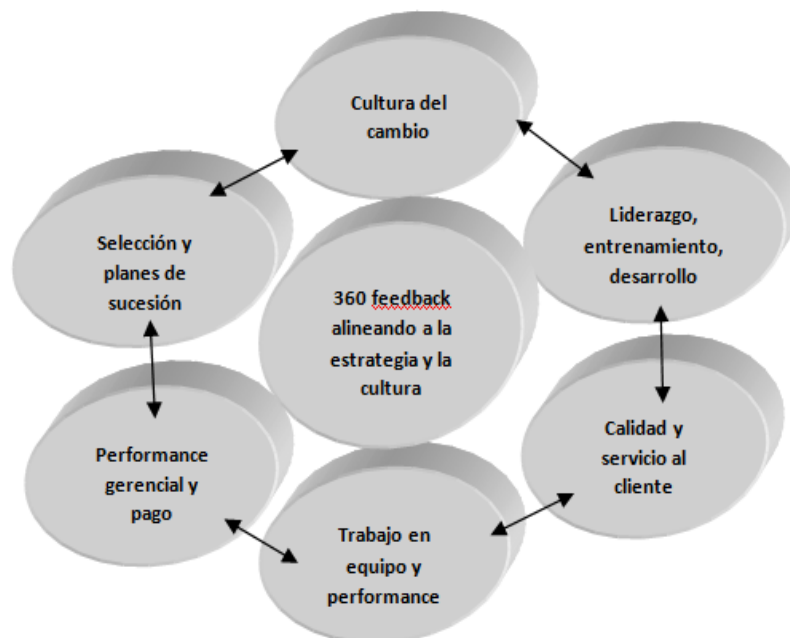 Cultura del
cambio
Liderazgo,
entrenamiento,
desarrollo
Selección y
planes de
sucesión
360 feedback
alineando a la
estrategia y la
cultura
Calidad y
servicio al
cliente
Performance
gerencial y
pago
Trabajo en
equipo y
performance